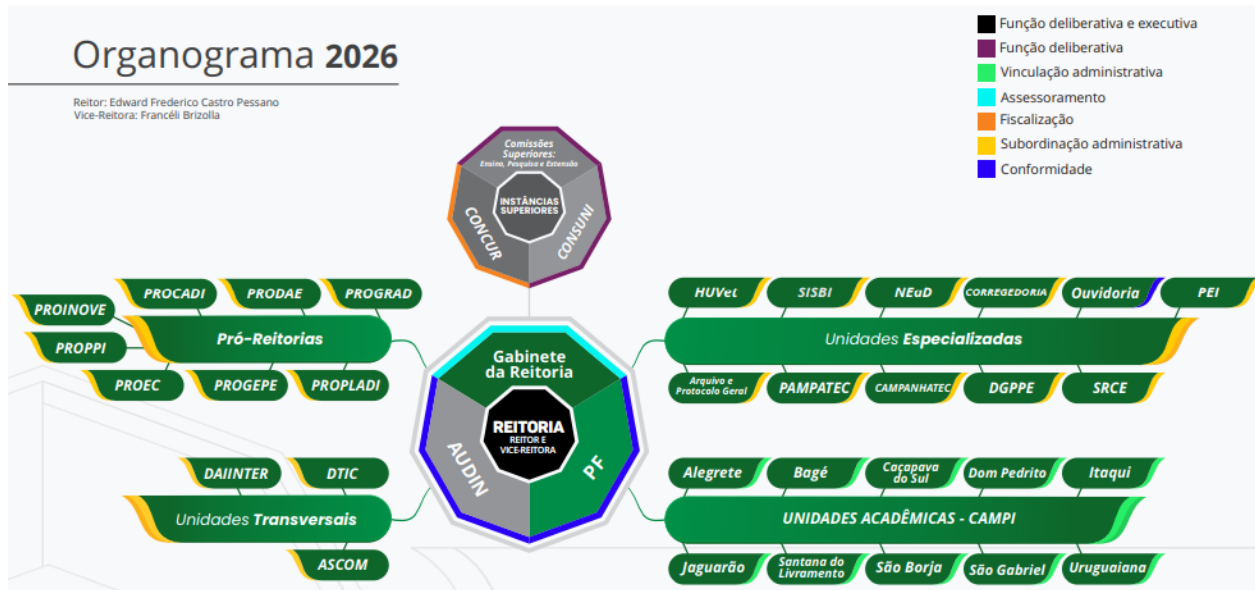 Organograma 2026
Reitor: Edward Frederico Castro Pessano
Vice-Reitora: Francéli Brizolla
Função deliberativa e executiva
Função deliberativa
Vinculação administrativa
Assessoramento
Fiscalização
Subordinação administrativa
Conformidade
Comissões
Superiores:
Ensino, Pesquisa e Extensão
INSTÂNCIAS
SUPERIORES
CONCUR
CONSUNI
PROCADI
PRODAE
PROGRAD
PROINOVE
Pró-Reitorias
PROPPI
PROEC
PROGEPE
PROPLADI
HUVet
SISBI
NEuD
CORREGEDORIA
Ouvidoria
PEI
Unidades Especializadas
Arquivo e
Protocolo Geral
PAMPATEC
CAMPANHATEC
DGPPE
SRCE
Gabinete
da Reitoria
REITORIA
REITOR E
VICE-REITORA
AUDIN
PF
DAIINTER
DTIC
Unidades Transversais
ASCOM
Alegrete
Bagé
Caçapava
do Sul
Dom Pedrito
Itaqui
UNIDADES ACADÊMICAS - CAMPI
Jaguarão
Santana do
Livramento
São Borja
São Gabriel
Uruguaiana